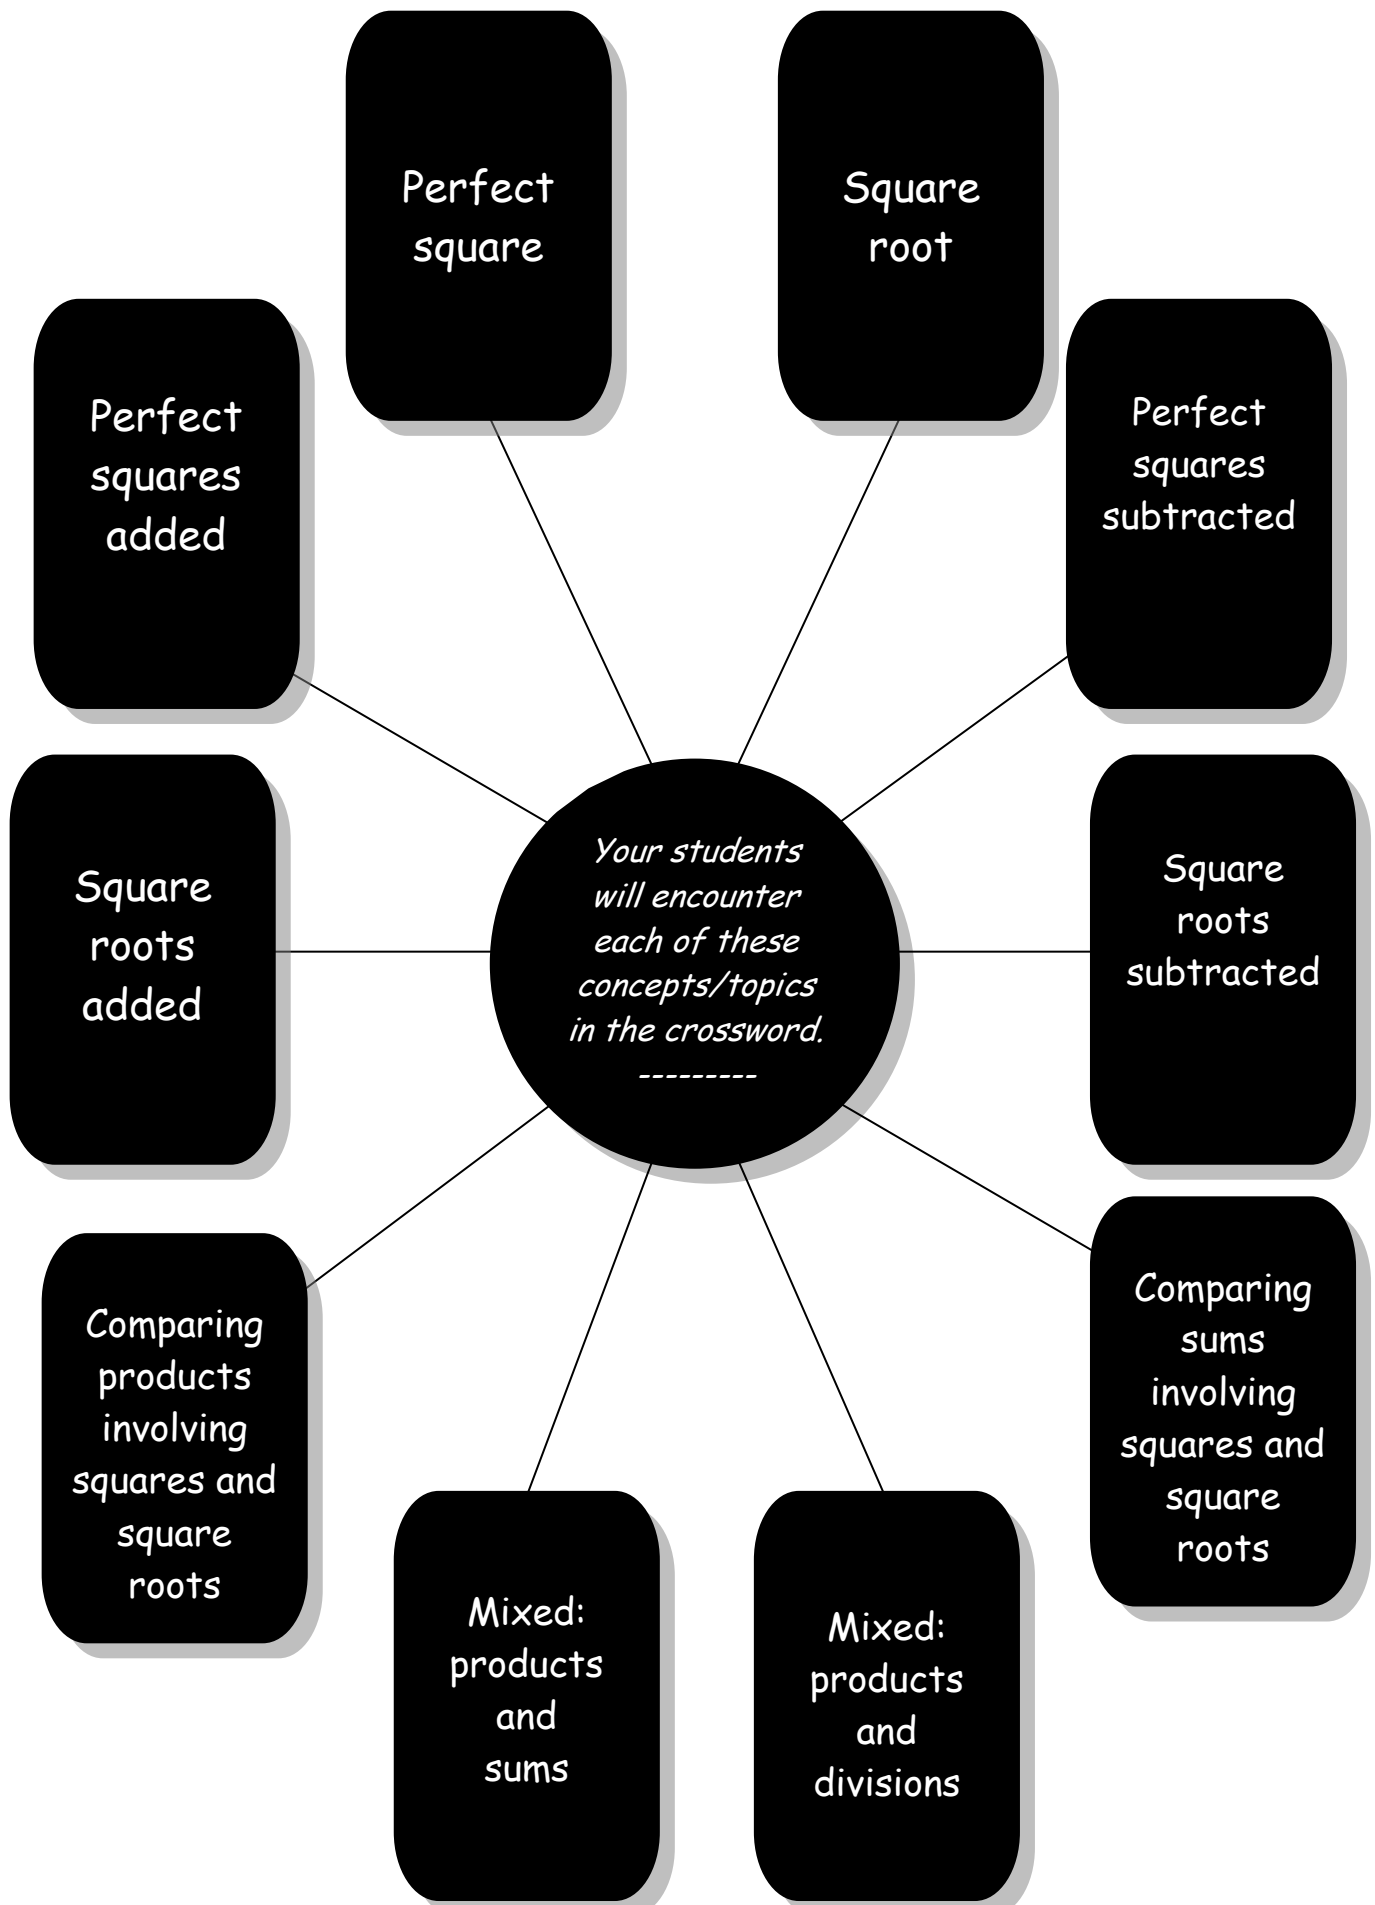 Perfect
square
Square
root
Perfect
squares
added
Perfect
squares
subtracted
Square
roots
added
Your students
will encounter
each of these
concepts/topics
in the crossword.
---------
Square
roots
subtracted
Comparing
products
involving
squares and
square
roots
Comparing
sums
involving
squares and
square
roots
Mixed:
products
and
sums
Mixed:
products
and
divisions